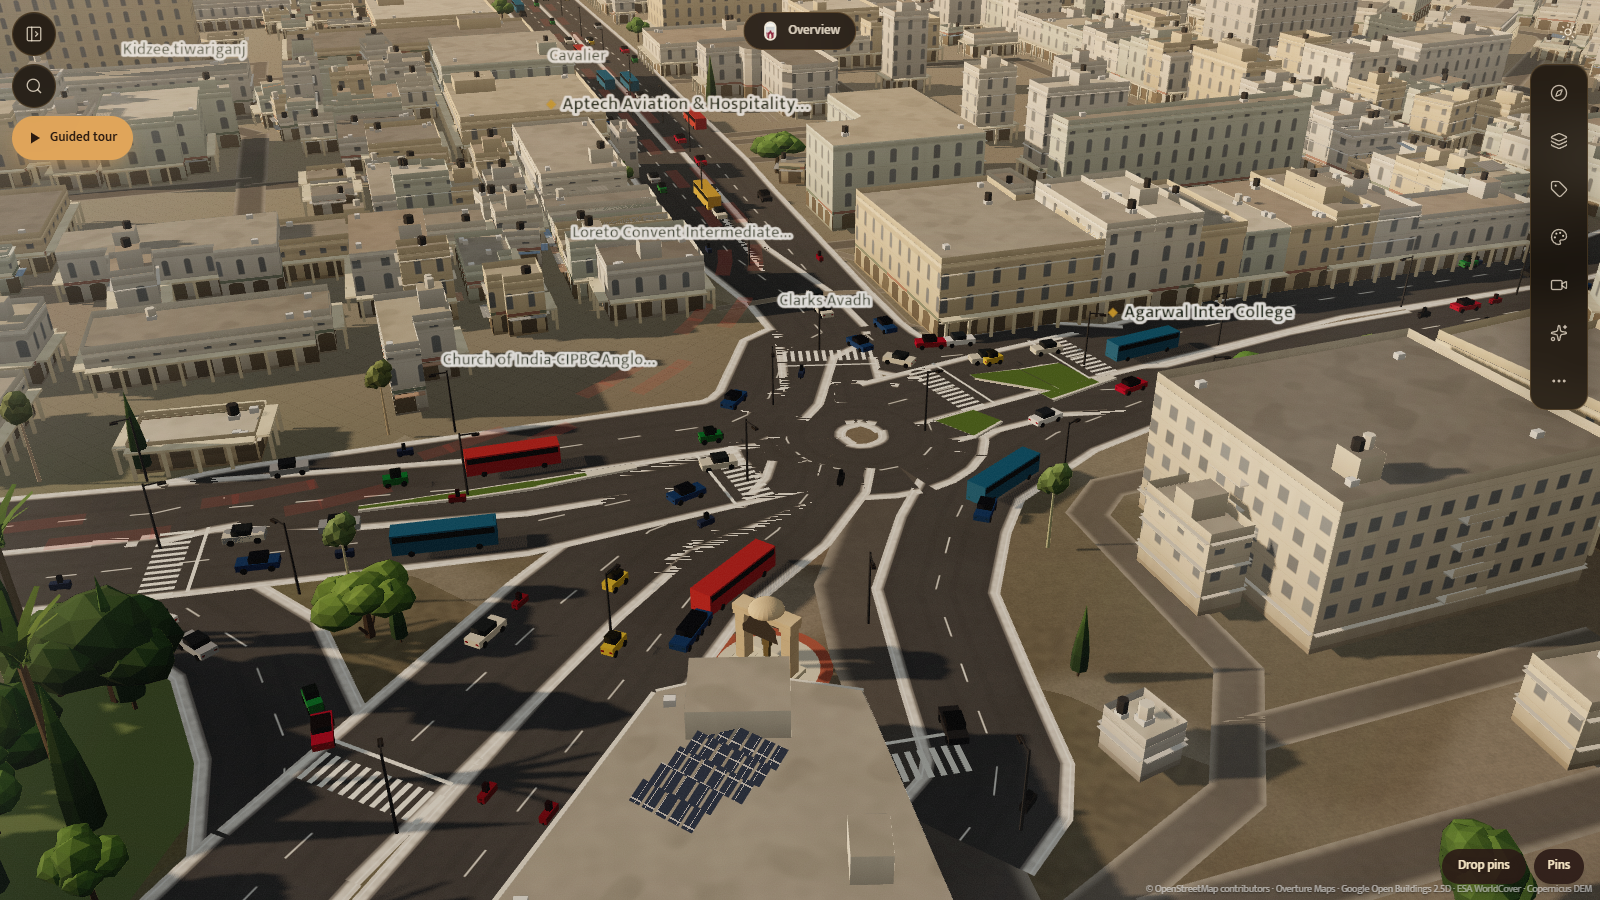 Overview
Kidzee.tiwariganj
Cavalier
Aptech Aviation & Hospitality...
Guided tour
Loreto Convent Intermediate...
Clarks Avadh
Agarwal Inter College
Church of India CIPBC Anglo...
Drop pins
Pins
© OpenStreetMap contributors · Overture Maps · Google Open Buildings 2.5D · ESA WorldCover · Copernicus DEM